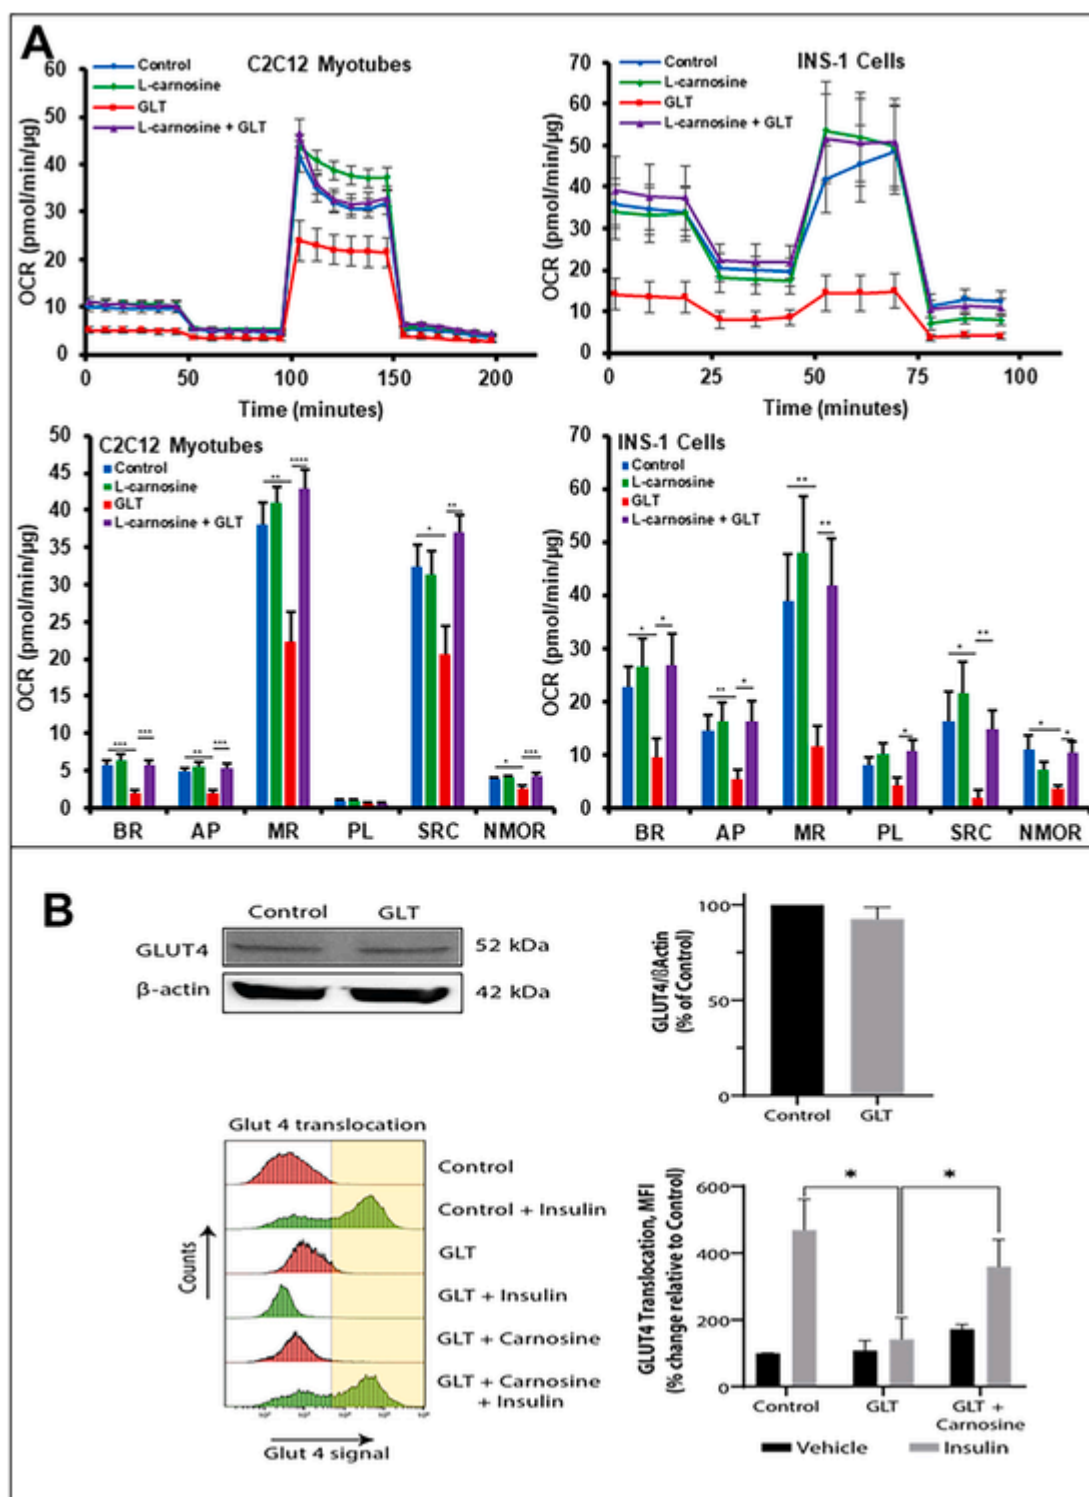 A
C2C12 Myotubes
Control
L-carnosine
GLT
L-carnosine + GLT
OCR (pmol/min/µg)
60
50
40
30
20
10
0
0
50
100
150
200
Time (minutes)
INS-1 Cells
Control
L-carnosine
GLT
L-carnosine + GLT
OCR (pmol/min/µg)
70
60
50
40
30
20
10
0
0
25
50
75
100
Time (minutes)
C2C12 Myotubes
Control
L-carnosine
GLT
L-carnosine + GLT
OCR (pmol/min/µg)
50
45
40
35
30
25
20
15
10
5
0
*** *** ** *** ** **** * ** * ***
BR AP MR PL SRC NMOR
INS-1 Cells
Control
L-carnosine
GLT
L-carnosine + GLT
OCR (pmol/min/µg)
70
60
50
40
30
20
10
0
* * ** * ** ** * * ** * *
BR AP MR PL SRC NMOR
B
Control GLT
GLUT4 52 kDa
β-actin 42 kDa
GLUT4/ßActin
(% of Control)
100
50
0
Control GLT
Glut 4 translocation
Control
Control + Insulin
GLT
GLT + Insulin
GLT + Carnosine
GLT + Carnosine
+ Insulin
Counts
Glut 4 signal
GLUT4 Translocation, MFI
(% change relative to Control)
600
400
200
0
* *
Control GLT GLT +
Carnosine
Vehicle Insulin